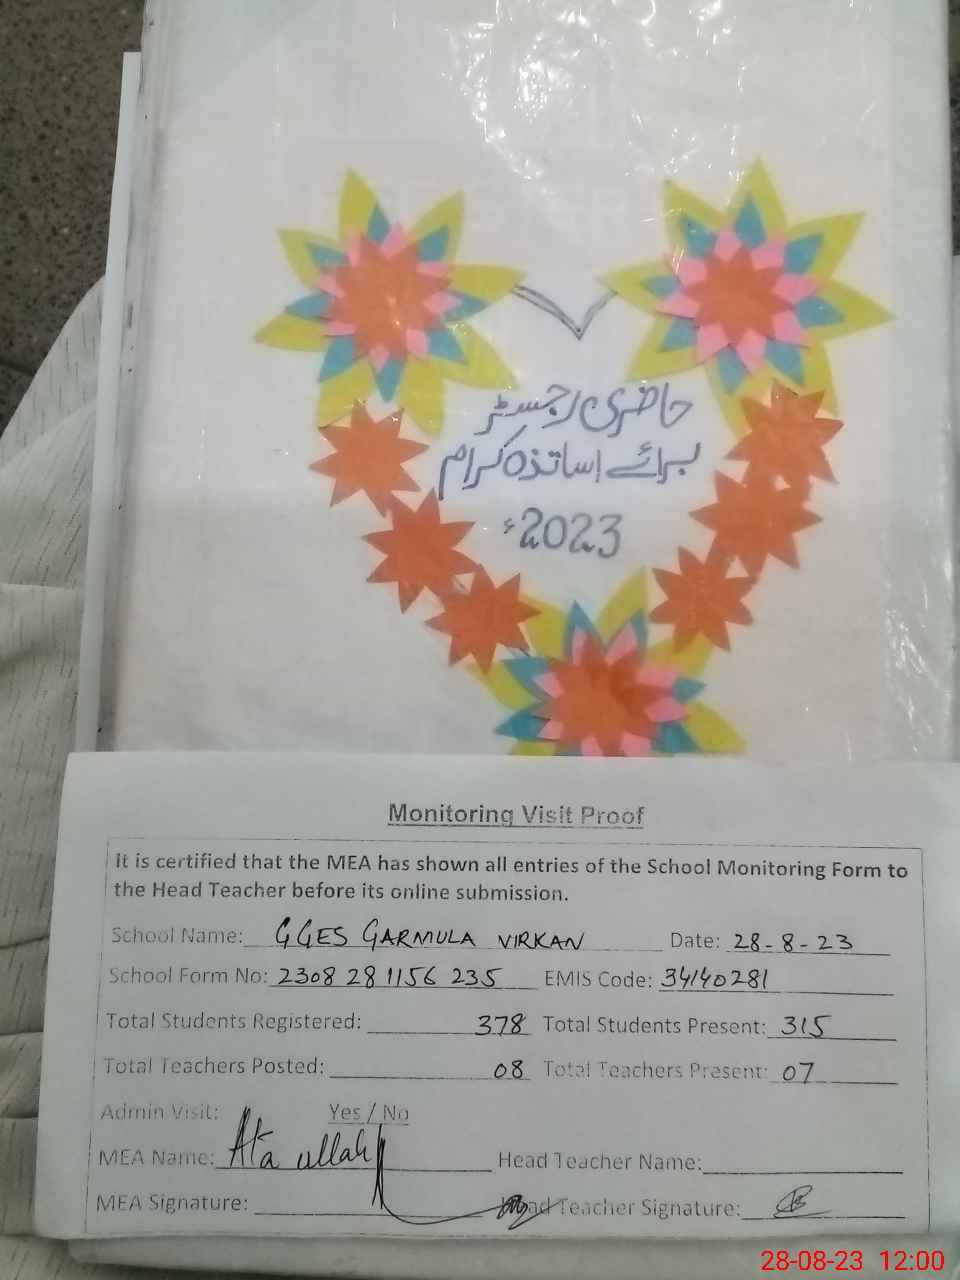 حاضری رجسٹر
برائے اساتذہ کرام
2023ء
Monitoring Visit Proof
It is certified that the MEA has shown all entries of the School Monitoring Form to
the Head Teacher before its online submission.
School Name: GGES GARMULA VIRKAN Date: 28-8-23
School Form No: 2308 28 1156 235 EMIS Code: 34140281
Total Students Registered: 378 Total Students Present: 315
Total Teachers Posted: 08 Total Teachers Present: 07
Admin Visit: Yes / No
MEA Name: Ata ullah Head Teacher Name:
MEA Signature: Head Teacher Signature:
28-08-23 12:00